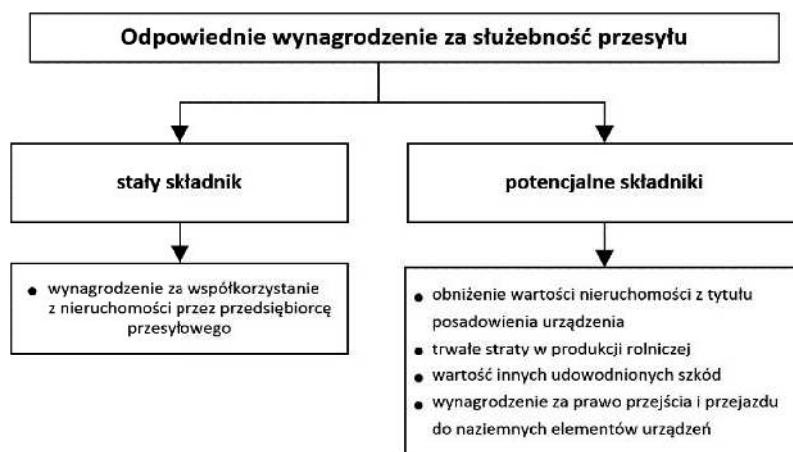 Odpowiednie wynagrodzenie za służebność przesyłu
stały składnik
potencjalne składniki
• wynagrodzenie za współkorzystanie
z nieruchomości przez przedsiębiorcę
przesyłowego
• obniżenie wartości nieruchomości z tytułu
posadowienia urządzenia
• trwałe straty w produkcji rolniczej
• wartość innych udowodnionych szkód
• wynagrodzenie za prawo przejścia i przejazdu
do naziemnych elementów urządzeń